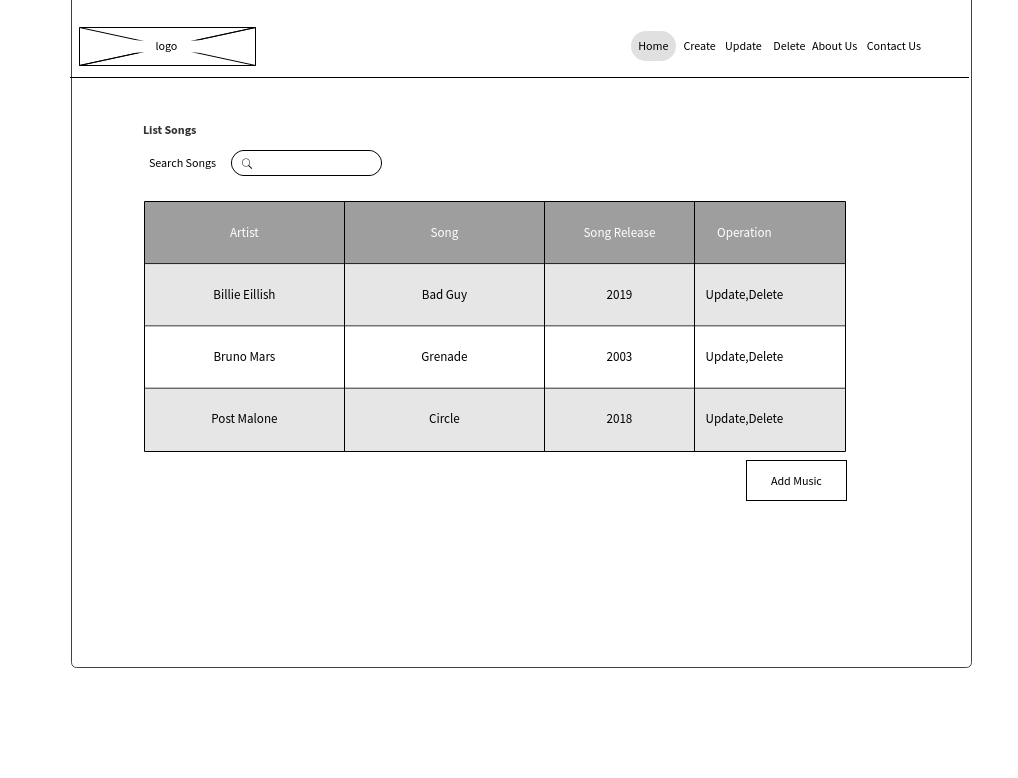 logo
Home Create Update Delete About Us Contact Us
List Songs
Search Songs
Artist Song Song Release Operation
Billie Eillish Bad Guy 2019 Update,Delete
Bruno Mars Grenade 2003 Update,Delete
Post Malone Circle 2018 Update,Delete
Add Music